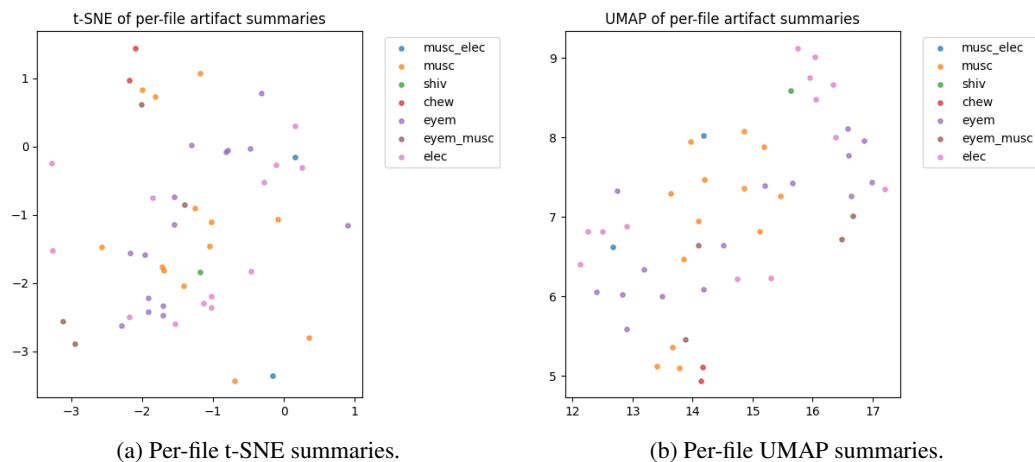 t-SNE of per-file artifact summaries
1
0
−1
−2
−3
−3
−2
−1
0
1
musc_elec
musc
shiv
chew
eyem
eyem_musc
elec
(a) Per-file t-SNE summaries.
UMAP of per-file artifact summaries
9
8
7
6
5
12
13
14
15
16
17
musc_elec
musc
shiv
chew
eyem
eyem_musc
elec
(b) Per-file UMAP summaries.